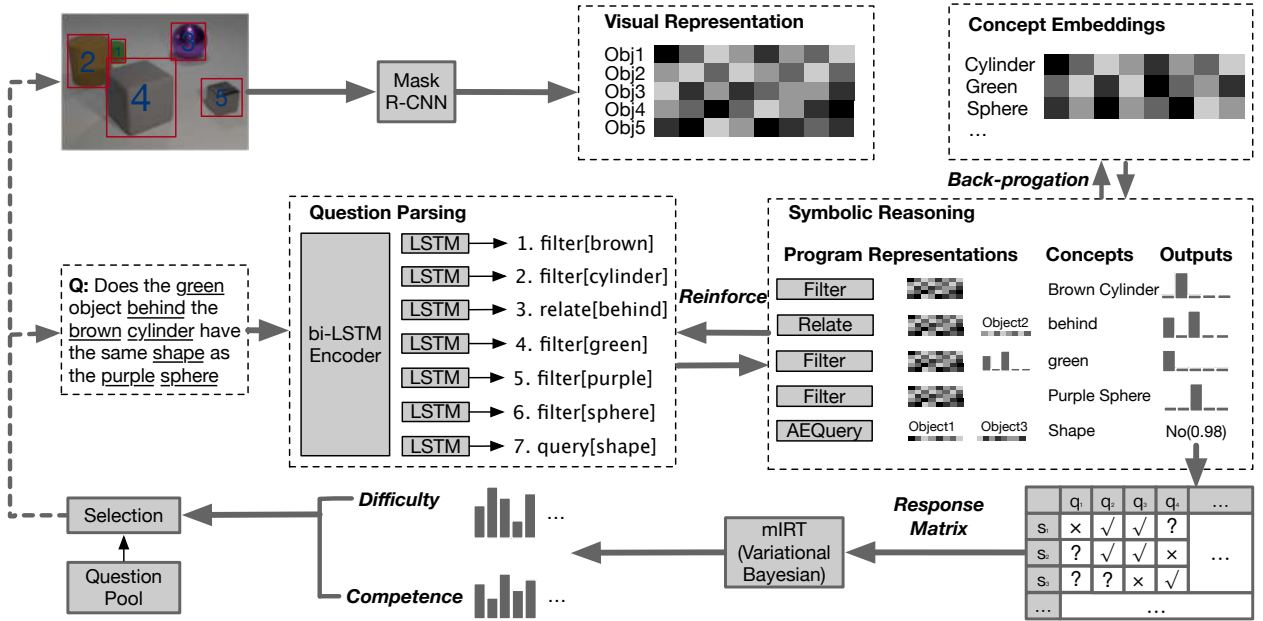 2
1
3
4
5
Mask
R-CNN
Visual Representation
Obj1
Obj2
Obj3
Obj4
Obj5
Concept Embeddings
Cylinder
Green
Sphere
...
Back-progation
Q: Does the green
object behind the
brown cylinder have
the same shape as
the purple sphere
Question Parsing
bi-LSTM
Encoder
LSTM 1. filter[brown]
LSTM 2. filter[cylinder]
LSTM 3. relate[behind]
LSTM 4. filter[green]
LSTM 5. filter[purple]
LSTM 6. filter[sphere]
LSTM 7. query[shape]
Reinforce
Symbolic Reasoning
Program Representations Concepts Outputs
Filter Brown Cylinder
Relate Object2 behind
Filter green
Filter Purple Sphere
AEQuery Object1 Object3 Shape No(0.98)
Selection
Question
Pool
Difficulty ...
Competence ...
mIRT
(Variational
Bayesian)
Response
Matrix
q₁ q₂ q₃ q₄ ...
s₁ × √ √ ?
s₂ ? √ √ × ...
s₃ ? ? × √
... ...